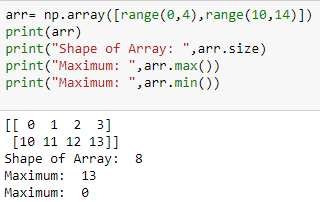 arr= np.array([range(0,4),range(10,14)])
print(arr)
print("Shape of Array: ",arr.size)
print("Maximum: ",arr.max())
print("Maximum: ",arr.min())
[[ 0  1  2  3]
 [10 11 12 13]]
Shape of Array:  8
Maximum:  13
Maximum:  0